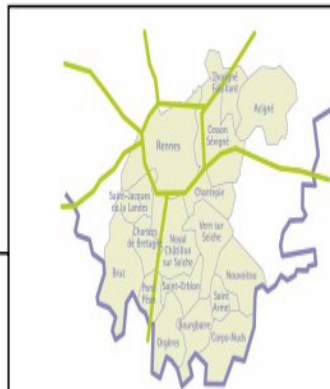 Thorigné
Fouillard
Acigné
Cesson
Sévigné
Rennes
Chantepie
Saint-Jacques
de la Landes
Vern sur
Seiche
Chartres
de Bretagne
Noyal
Châtillon
sur Seiche
Bruz
Nouvoitou
Pont
Péan
Saint-Erblon
Saint
Armel
Bourgbarré
Orgères
Corps-Nuds